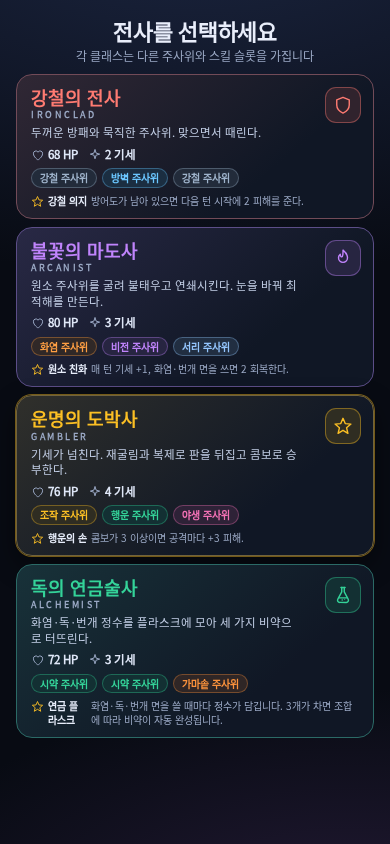 전사를 선택하세요
각 클래스는 다른 주사위와 스킬 슬롯을 가집니다
강철의 전사
IRONCLAD
두꺼운 방패와 묵직한 주사위. 맞으면서 때린다.
68 HP 2 기세
강철 주사위 방벽 주사위 강철 주사위
강철 의지 방어도가 남아 있으면 다음 턴 시작에 2 피해를 준다.
불꽃의 마도사
ARCANIST
원소 주사위를 굴려 불태우고 연쇄시킨다. 눈을 바꿔 최
적해를 만든다.
80 HP 3 기세
화염 주사위 비전 주사위 서리 주사위
원소 친화 매 턴 기세 +1, 화염·번개 면을 쓰면 2 회복한다.
운명의 도박사
GAMBLER
기세가 넘친다. 재굴림과 복제로 판을 뒤집고 콤보로 승
부한다.
76 HP 4 기세
조작 주사위 행운 주사위 야생 주사위
행운의 손 콤보가 3 이상이면 공격마다 +3 피해.
독의 연금술사
ALCHEMIST
화염·독·번개 정수를 플라스크에 모아 세 가지 비약으
로 터뜨린다.
72 HP 3 기세
시약 주사위 시약 주사위 가마솥 주사위
연금 플 화염·독·번개 면을 쓸 때마다 정수가 담깁니다. 3개가 차면 조합
라스크 에 따라 비약이 자동 완성됩니다.